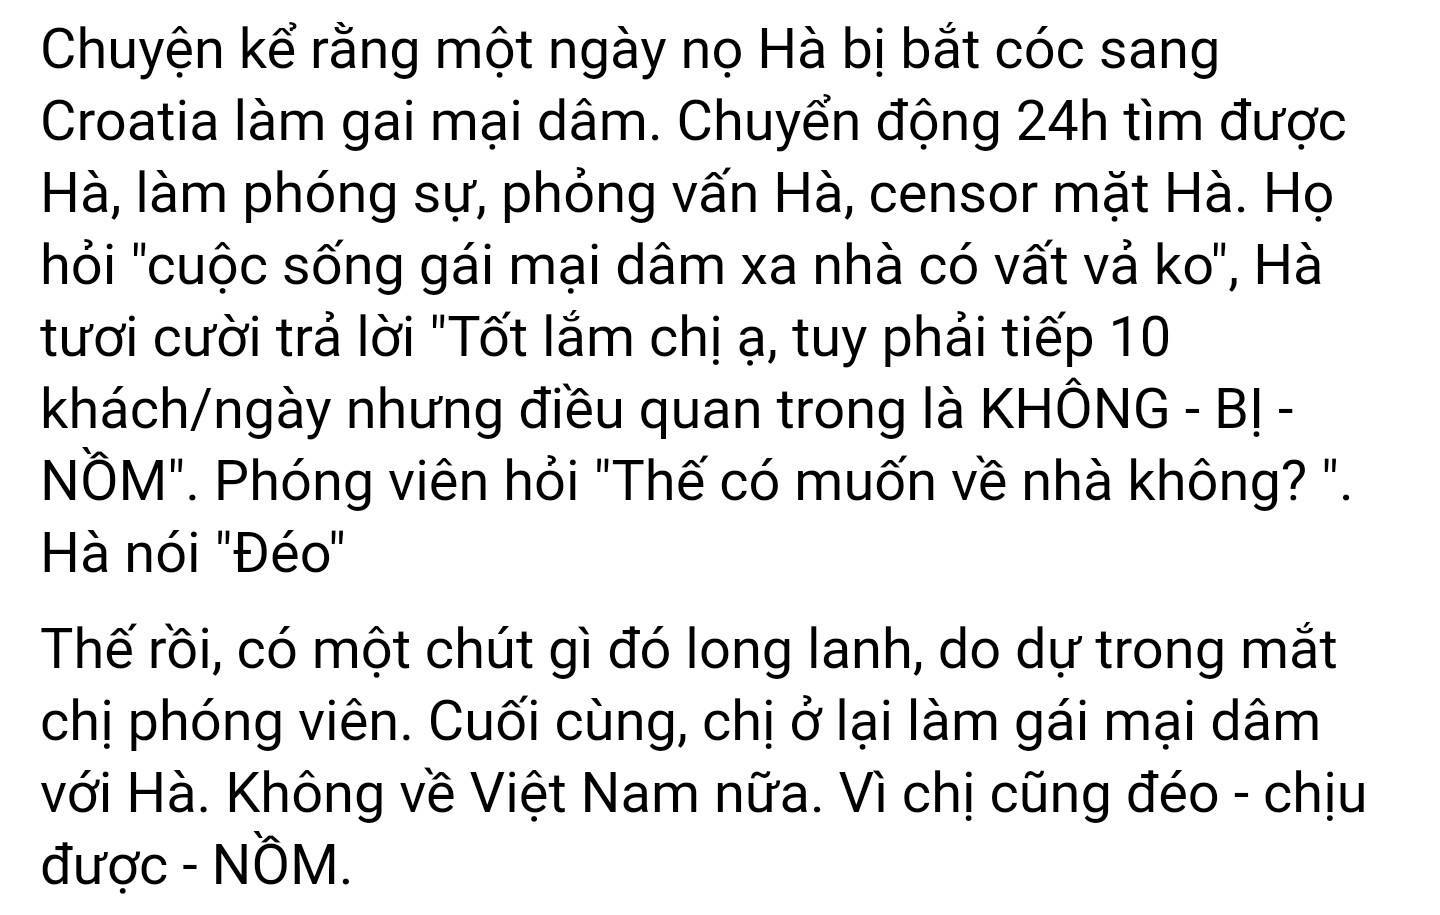 Chuyện kể rằng một ngày nọ Hà bị bắt cóc sang
Croatia làm gai mại dâm. Chuyển động 24h tìm được
Hà, làm phóng sự, phỏng vấn Hà, censor mặt Hà. Họ
hỏi "cuộc sống gái mại dâm xa nhà có vất vả ko", Hà
tươi cười trả lời "Tốt lắm chị ạ, tuy phải tiếp 10
khách/ngày nhưng điều quan trong là KHÔNG - BỊ -
NỒM". Phóng viên hỏi "Thế có muốn về nhà không? ".
Hà nói "Đéo"
Thế rồi, có một chút gì đó long lanh, do dự trong mắt
chị phóng viên. Cuối cùng, chị ở lại làm gái mại dâm
với Hà. Không về Việt Nam nữa. Vì chị cũng đéo - chịu
được - NỒM.